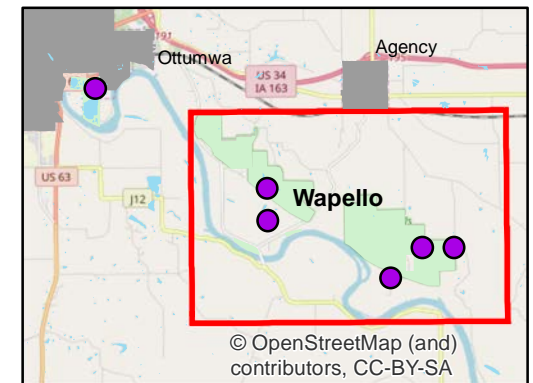 191
Ottumwa
Agency
US 34
IA 163
US 63
J12
Wapello
© OpenStreetMap (and)
contributors, CC-BY-SA